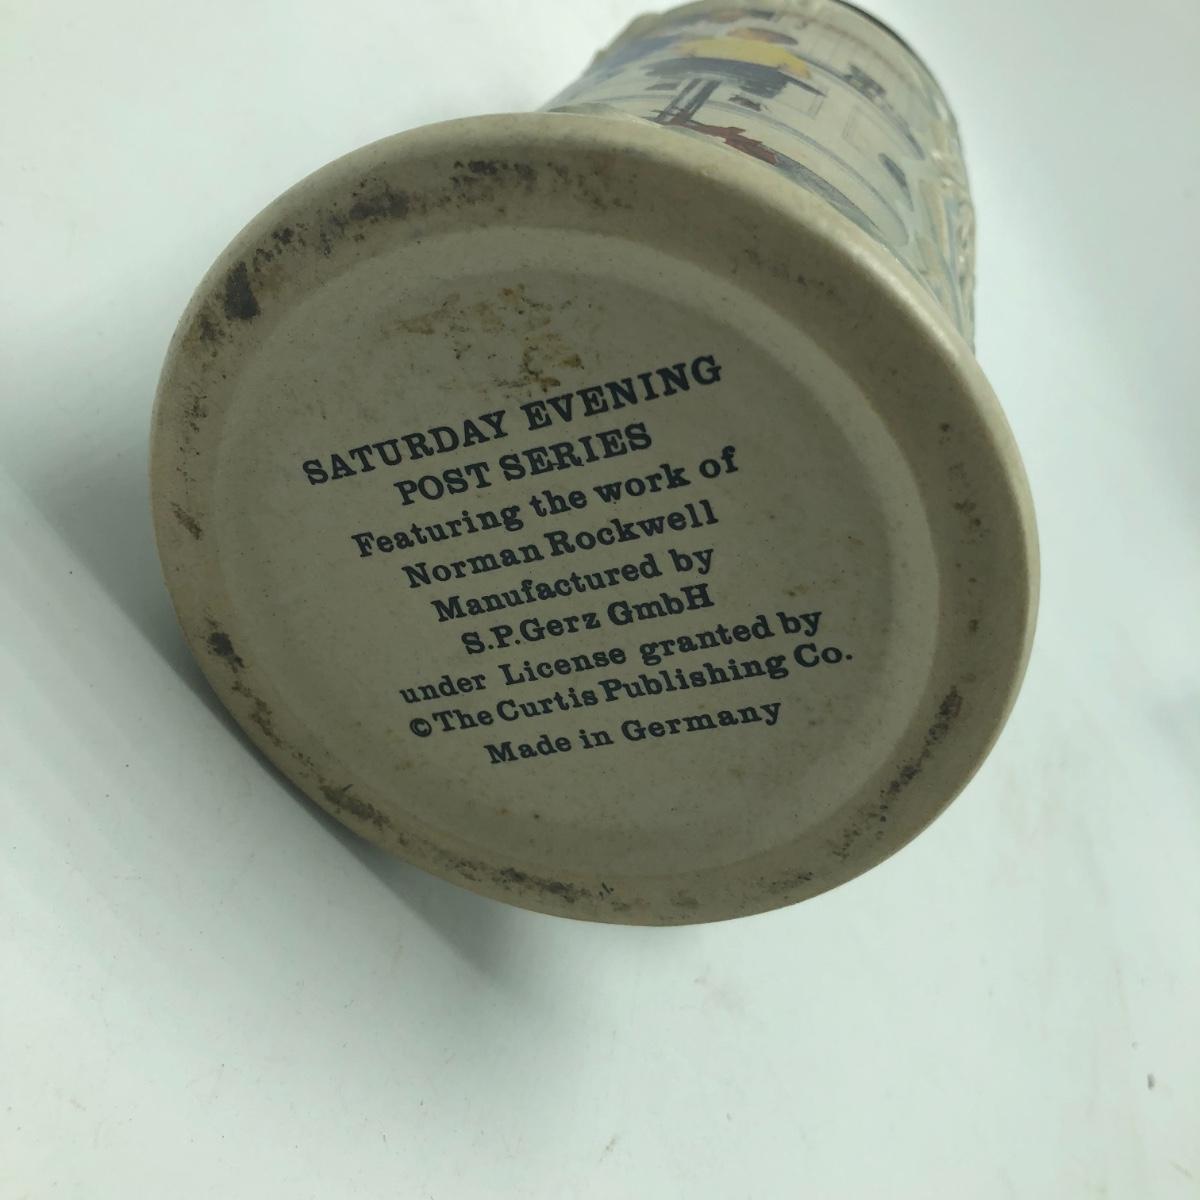 SATURDAY EVENING
POST SERIES
Featuring the work of
Norman Rockwell
Manufactured by
S.P.Gerz GmbH
under License granted by
©The Curtis Publishing Co.
Made in Germany